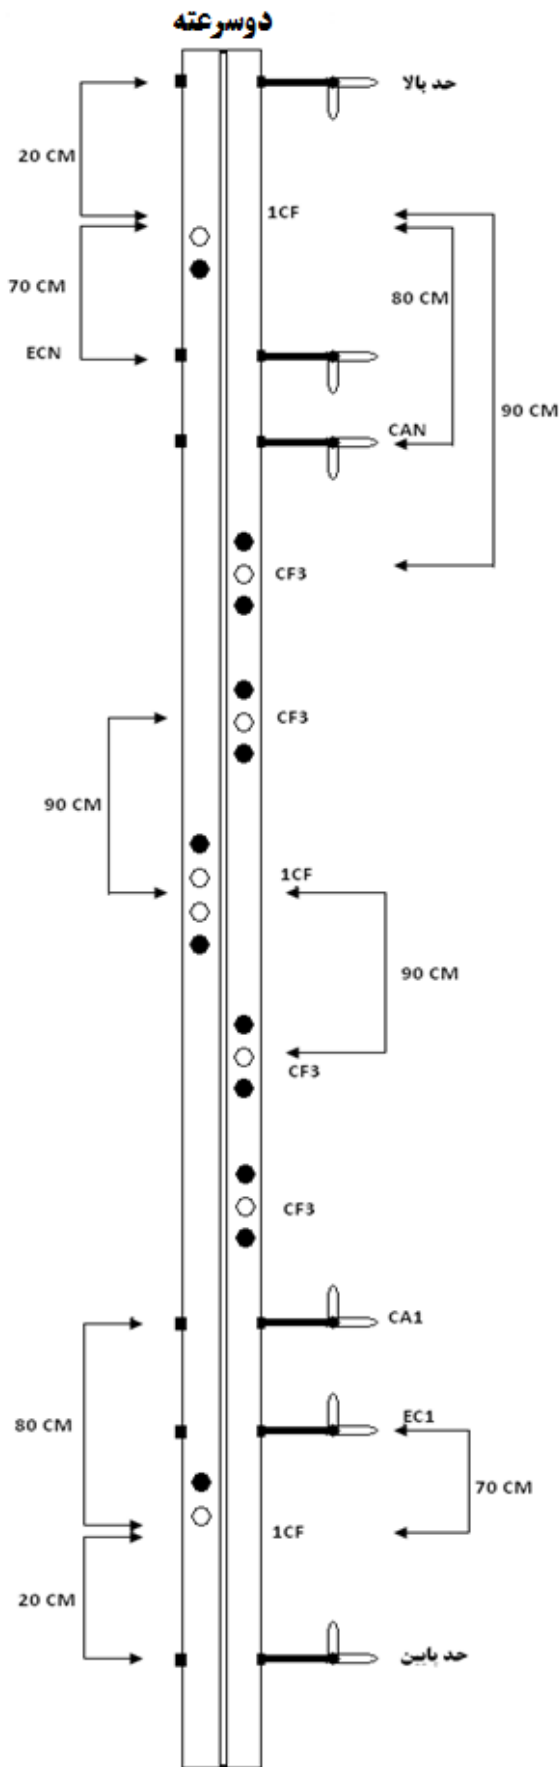 دوسرعته
حد بالا
20 CM
1CF
70 CM
80 CM
ECN
90 CM
CAN
CF3
CF3
90 CM
1CF
90 CM
CF3
CF3
CA1
80 CM
EC1
70 CM
1CF
20 CM
حد پایین